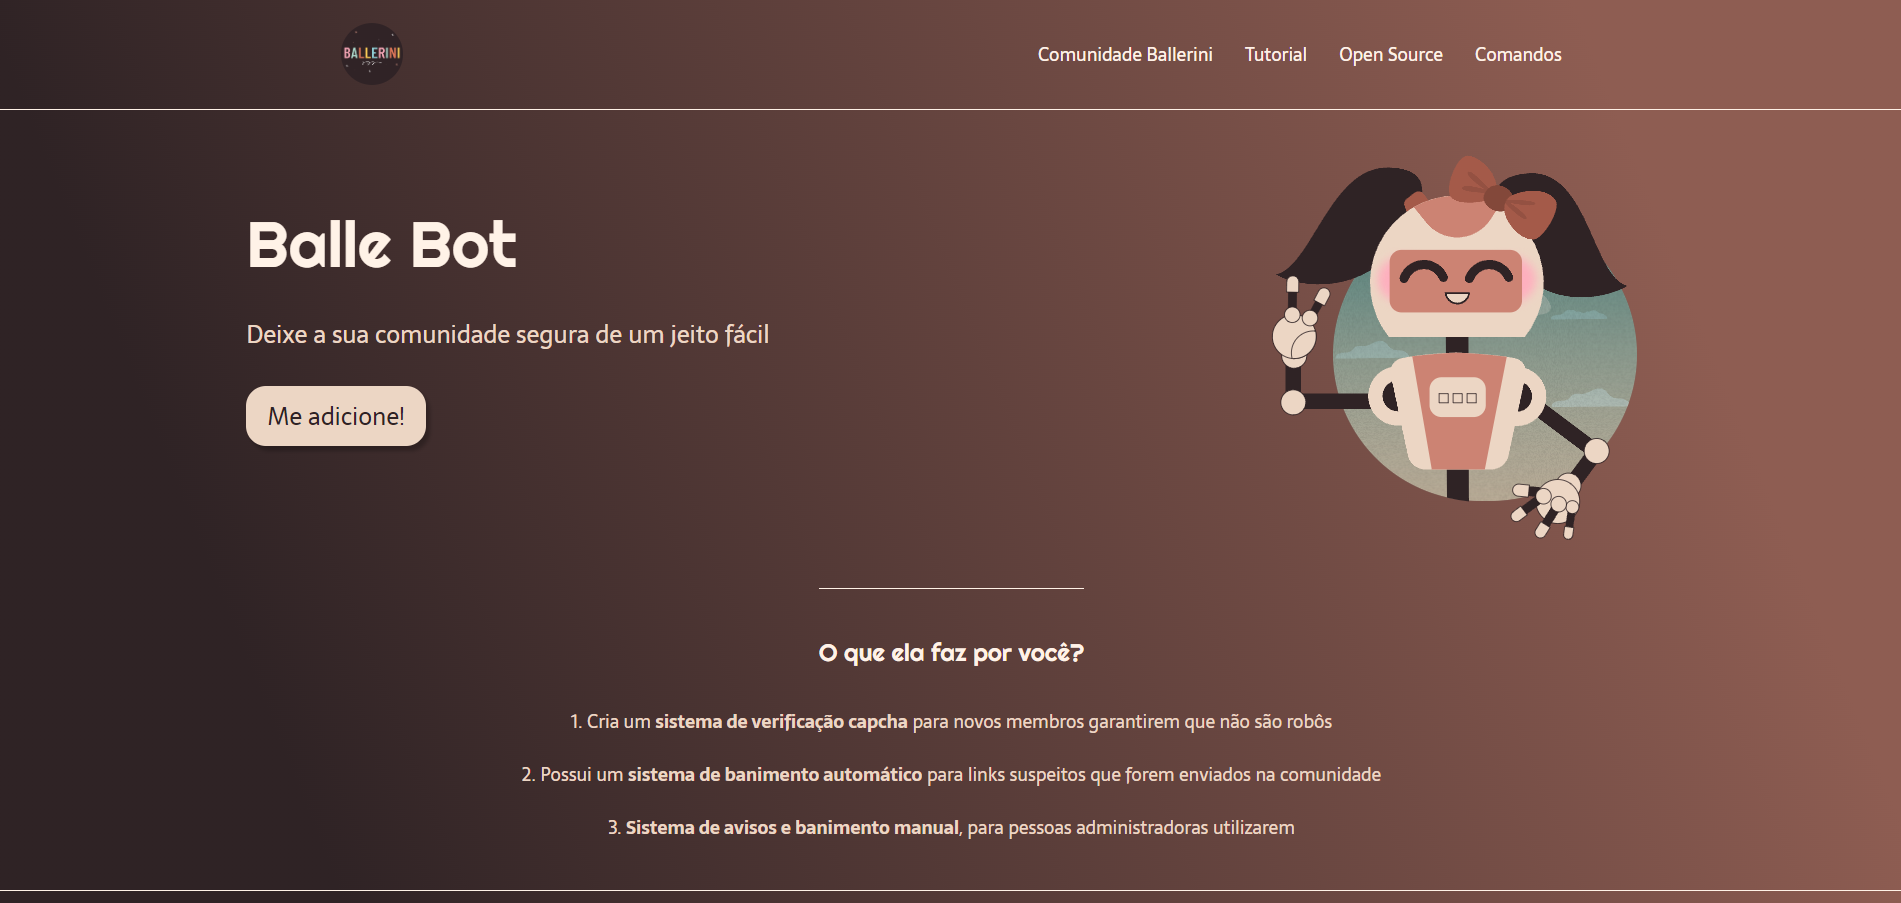 BALLERINI
Comunidade Ballerini Tutorial Open Source Comandos
Balle Bot
Deixe a sua comunidade segura de um jeito fácil
Me adicione!
O que ela faz por você?
1. Cria um sistema de verificação capcha para novos membros garantirem que não são robôs
2. Possui um sistema de banimento automático para links suspeitos que forem enviados na comunidade
3. Sistema de avisos e banimento manual, para pessoas administradoras utilizarem